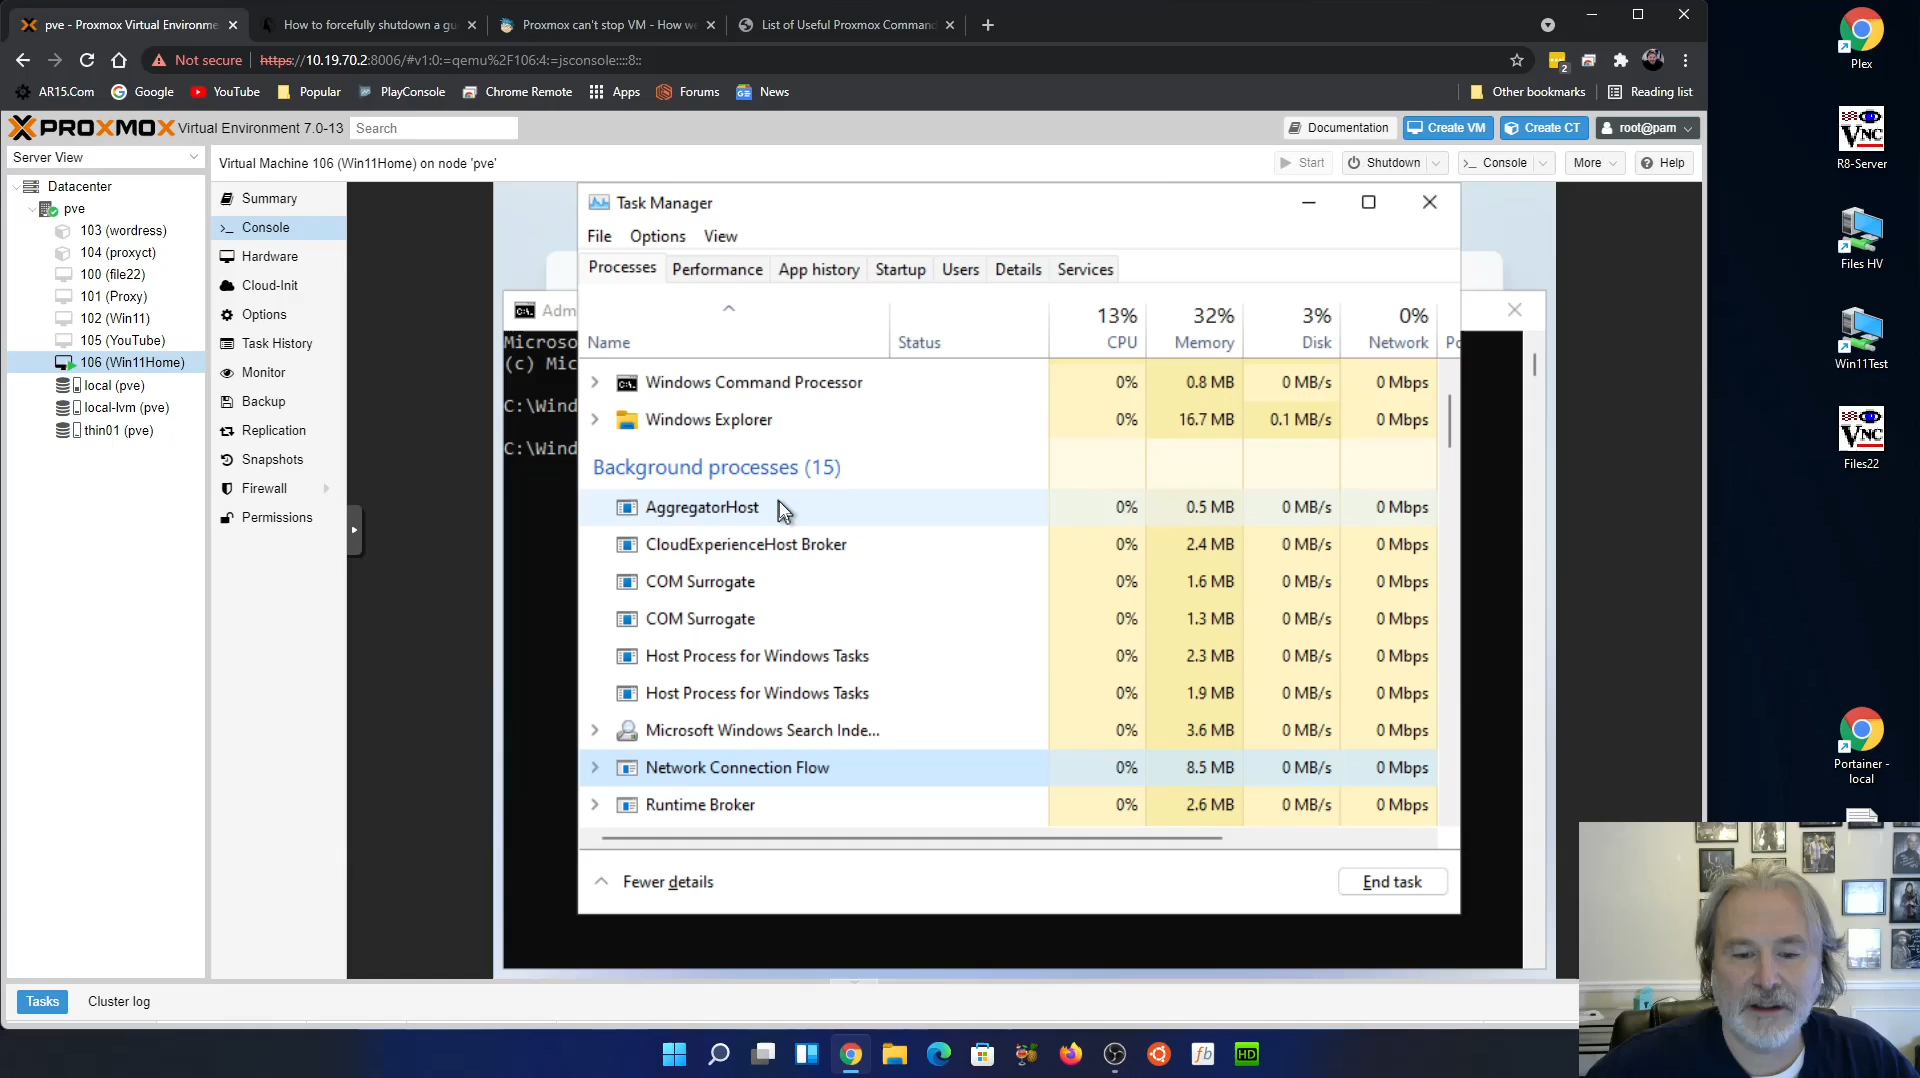 pve - Proxmox Virtual Environme
How to forcefully shutdown a gu
Proxmox can't stop VM - How we
List of Useful Proxmox Command
Not secure
https://10.19.70.2:8006/#v1:0:=qemu%2F106:4:=jsconsole::::8::
2
AR15.Com
Google
YouTube
Popular
PlayConsole
Chrome Remote
Apps
Forums
News
Other bookmarks
Reading list
PROXMOX Virtual Environment 7.0-13
Search
Documentation
Create VM
Create CT
root@pam
Server View
Virtual Machine 106 (Win11Home) on node 'pve'
Start
Shutdown
Console
More
Help
Datacenter
pve
103 (wordress)
104 (proxyct)
100 (file22)
101 (Proxy)
102 (Win11)
105 (YouTube)
106 (Win11Home)
local (pve)
local-lvm (pve)
thin01 (pve)
Summary
Console
Hardware
Cloud-Init
Options
Task History
Monitor
Backup
Replication
Snapshots
Firewall
Permissions
Adm
Microso
(c) Mic
C:\Wind
C:\Wind
Task Manager
File Options View
Processes Performance App history Startup Users Details Services
13% 32% 3% 0%
Name Status CPU Memory Disk Network Po
Windows Command Processor 0% 0.8 MB 0 MB/s 0 Mbps
Windows Explorer 0% 16.7 MB 0.1 MB/s 0 Mbps
Background processes (15)
AggregatorHost 0% 0.5 MB 0 MB/s 0 Mbps
CloudExperienceHost Broker 0% 2.4 MB 0 MB/s 0 Mbps
COM Surrogate 0% 1.6 MB 0 MB/s 0 Mbps
COM Surrogate 0% 1.3 MB 0 MB/s 0 Mbps
Host Process for Windows Tasks 0% 2.3 MB 0 MB/s 0 Mbps
Host Process for Windows Tasks 0% 1.9 MB 0 MB/s 0 Mbps
Microsoft Windows Search Inde... 0% 3.6 MB 0 MB/s 0 Mbps
Network Connection Flow 0% 8.5 MB 0 MB/s 0 Mbps
Runtime Broker 0% 2.6 MB 0 MB/s 0 Mbps
Fewer details
End task
Tasks
Cluster log
Plex
VNC
R8-Server
Files HV
Win11Test
VNC
Files22
Portainer -
local
fb
HD